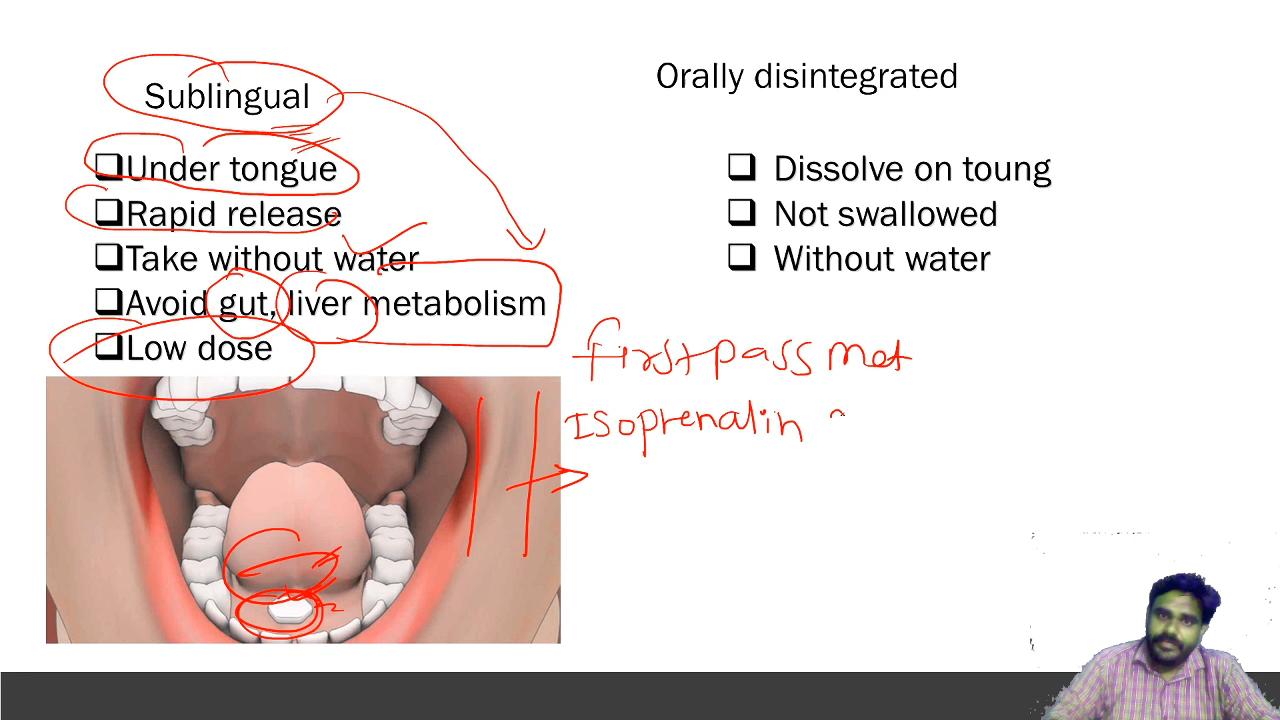 Sublingual
❑Under tongue
❑Rapid release
❑Take without water
❑Avoid gut, liver metabolism
❑Low dose
Orally disintegrated
❑ Dissolve on toung
❑ Not swallowed
❑ Without water
first pass met
Isoprenalin